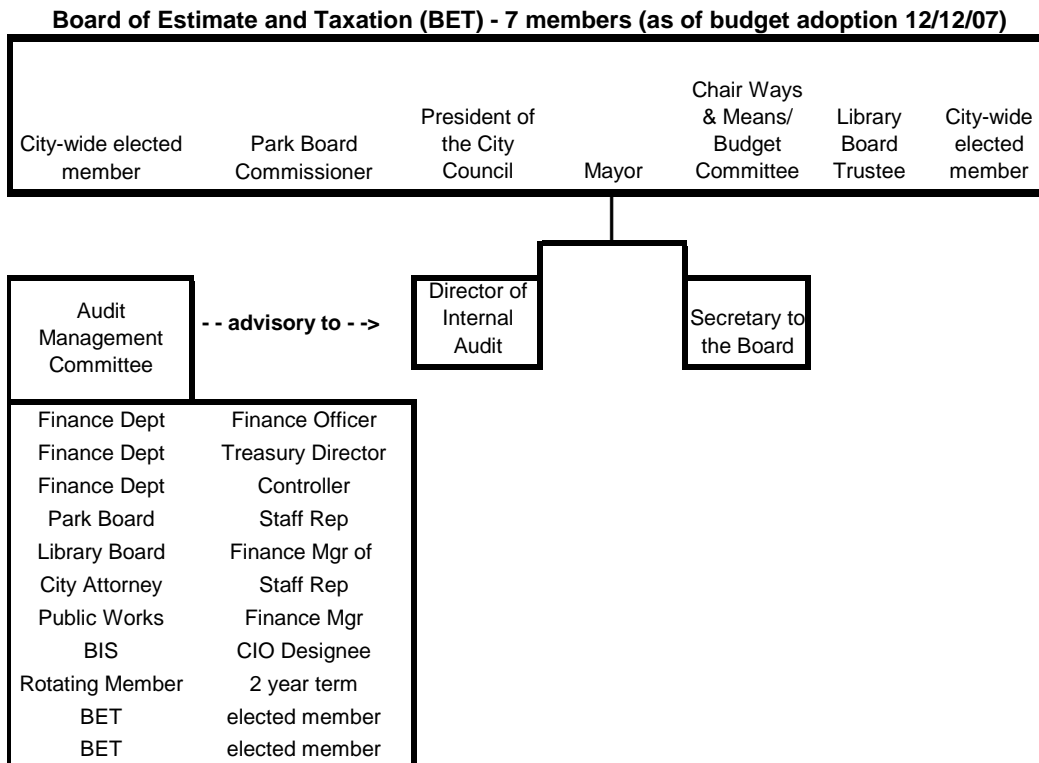 Board of Estimate and Taxation (BET) - 7 members (as of budget adoption 12/12/07)
City-wide elected
member
Park Board
Commissioner
President of
the City
Council
Mayor
Chair Ways
& Means/
Budget
Committee
Library
Board
Trustee
City-wide
elected
member
Audit
Management
Committee
- - advisory to - ->
Director of
Internal
Audit
Secretary to
the Board
Finance Dept Finance Officer
Finance Dept Treasury Director
Finance Dept Controller
Park Board Staff Rep
Library Board Finance Mgr of
City Attorney Staff Rep
Public Works Finance Mgr
BIS CIO Designee
Rotating Member 2 year term
BET elected member
BET elected member